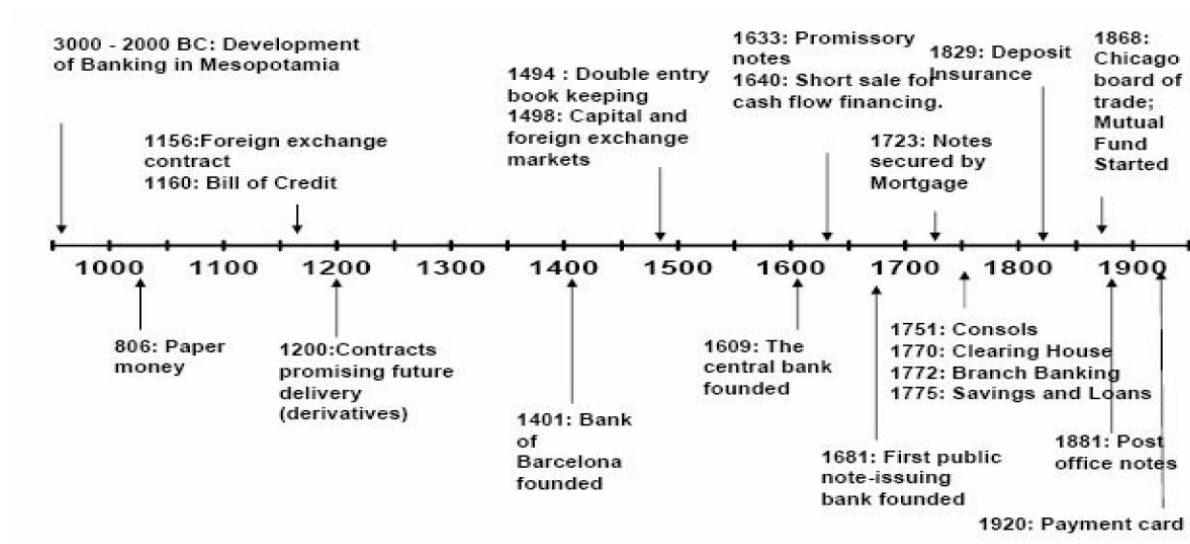 3000 - 2000 BC: Development
of Banking in Mesopotamia
1156:Foreign exchange
contract
1160: Bill of Credit
1494 : Double entry
book keeping
1498: Capital and
foreign exchange
markets
1633: Promissory
notes
1640: Short sale for
cash flow financing.
1723: Notes
secured by
Mortgage
1829: Deposit
Insurance
1868:
Chicago
board of
trade;
Mutual
Fund
Started
1000 1100 1200 1300 1400 1500 1600 1700 1800 1900
806: Paper
money
1200:Contracts
promising future
delivery
(derivatives)
1401: Bank
of
Barcelona
founded
1609: The
central bank
founded
1681: First public
note-issuing
bank founded
1751: Consols
1770: Clearing House
1772: Branch Banking
1775: Savings and Loans
1881: Post
office notes
1920: Payment card